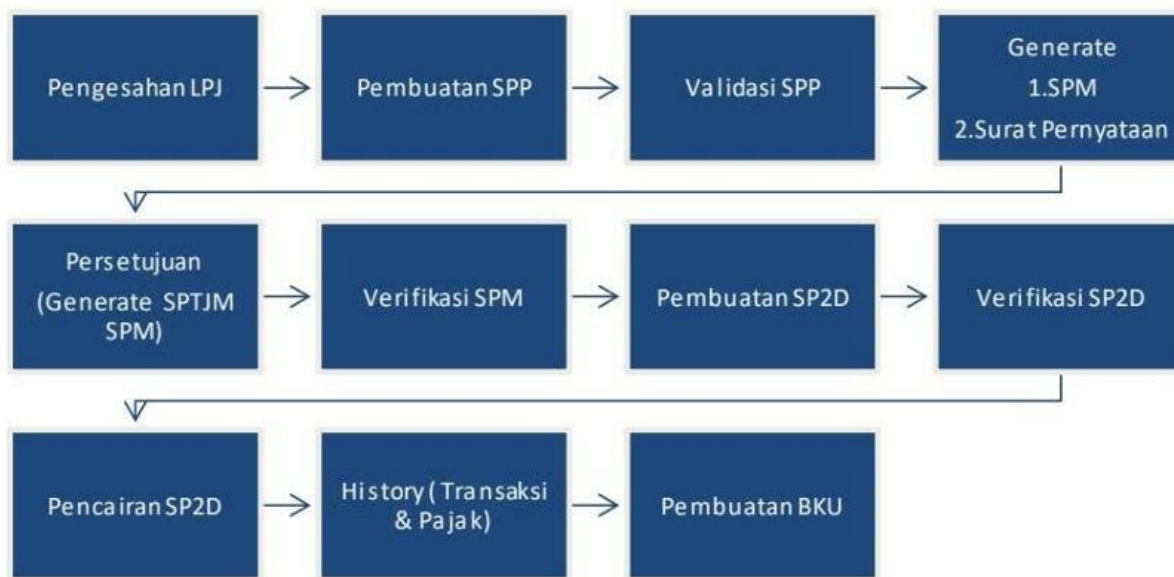 Pengesahan LPJ
Pembuatan SPP
Validasi SPP
Generate
1.SPM
2.Surat Pernyataan
Persetujuan
(Generate SPTJM
SPM)
Verifikasi SPM
Pembuatan SP2D
Verifikasi SP2D
Pencairan SP2D
History( Transaksi
& Pajak)
Pembuatan BKU